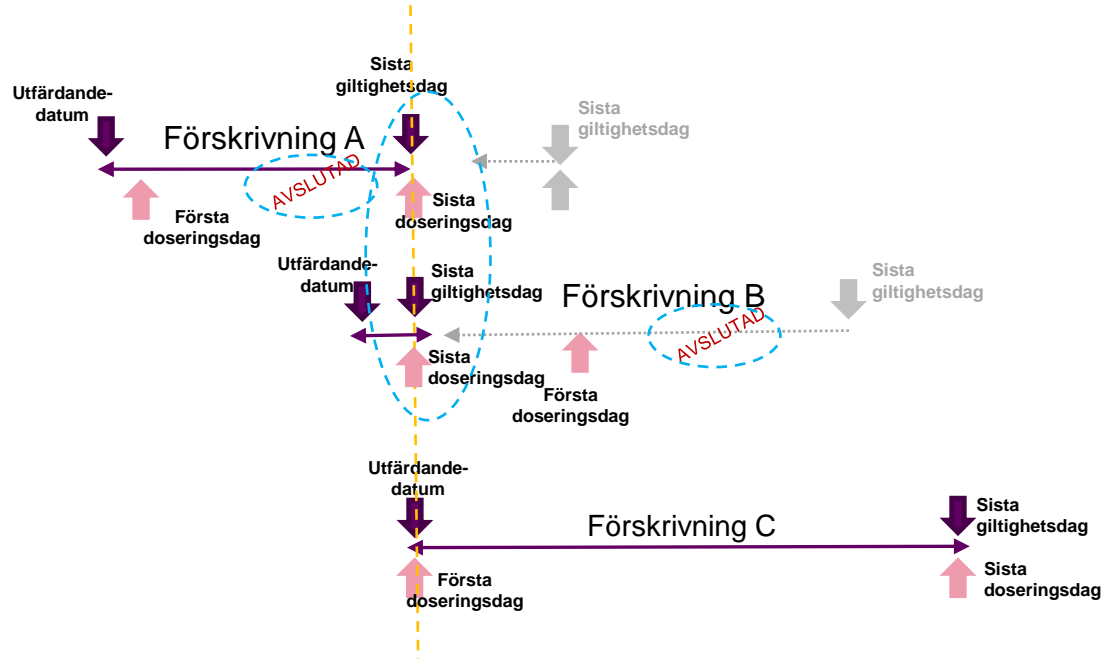 Sista
giltighetsdag
Utfärdande-
datum
Förskrivning A
Sista
giltighetsdag
AVSLUTAD
Första
doseringsdag
Sista
doseringsdag
Utfärdande-
datum
Sista
giltighetsdag
Förskrivning B
Sista
giltighetsdag
AVSLUTAD
Sista
doseringsdag
Första
doseringsdag
Utfärdande-
datum
Förskrivning C
Sista
giltighetsdag
Första
doseringsdag
Sista
doseringsdag